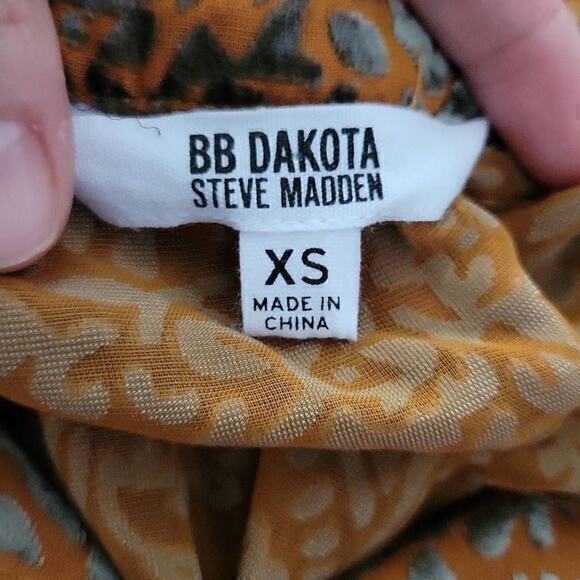 BB DAKOTA
STEVE MADDEN
XS
MADE IN
CHINA